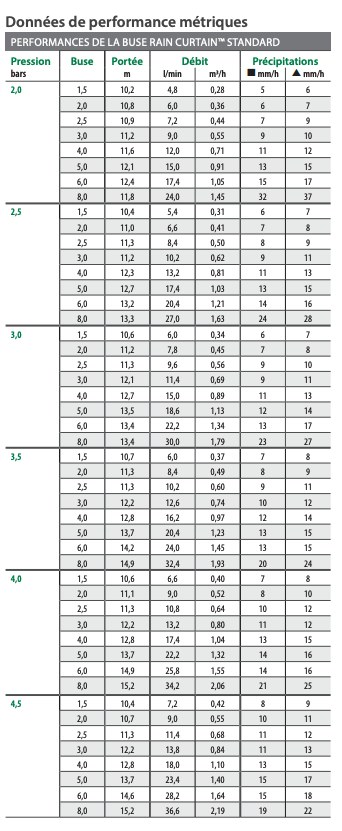 Données de performance métriques
PERFORMANCES DE LA BUSE RAIN CURTAIN™ STANDARD
Pression Buse Portée Débit Précipitations
bars m l/min m³/h ■ mm/h ▲ mm/h
2,0 1,5 10,2 4,8 0,28 5 6
2,0 10,8 6,0 0,36 6 7
2,5 10,9 7,2 0,44 7 9
3,0 11,2 9,0 0,55 9 10
4,0 11,6 12,0 0,71 11 12
5,0 12,1 15,0 0,91 13 15
6,0 12,4 17,4 1,05 15 17
8,0 11,8 24,0 1,45 32 37
2,5 1,5 10,4 5,4 0,31 6 7
2,0 11,0 6,6 0,41 7 8
2,5 11,3 8,4 0,50 8 9
3,0 11,2 10,2 0,62 9 11
4,0 12,3 13,2 0,81 11 13
5,0 12,7 17,4 1,03 13 15
6,0 13,2 20,4 1,21 14 16
8,0 13,3 27,0 1,63 24 28
3,0 1,5 10,6 6,0 0,34 6 7
2,0 11,2 7,8 0,45 7 8
2,5 11,3 9,6 0,56 9 10
3,0 12,1 11,4 0,69 9 11
4,0 12,7 15,0 0,89 11 13
5,0 13,5 18,6 1,13 12 14
6,0 13,4 22,2 1,34 13 17
8,0 13,4 30,0 1,79 23 27
3,5 1,5 10,7 6,0 0,37 7 8
2,0 11,3 8,4 0,49 8 9
2,5 11,3 10,2 0,60 9 11
3,0 12,2 12,6 0,74 10 12
4,0 12,8 16,2 0,97 12 14
5,0 13,7 20,4 1,23 13 15
6,0 14,2 24,0 1,45 13 15
8,0 14,9 32,4 1,93 20 24
4,0 1,5 10,6 6,6 0,40 7 8
2,0 11,1 9,0 0,52 8 10
2,5 11,3 10,8 0,64 10 12
3,0 12,2 13,2 0,80 11 12
4,0 12,8 17,4 1,04 13 15
5,0 13,7 22,2 1,32 14 16
6,0 14,9 25,8 1,55 14 16
8,0 15,2 34,2 2,06 21 25
4,5 1,5 10,4 7,2 0,42 8 9
2,0 10,7 9,0 0,55 10 11
2,5 11,3 11,4 0,68 11 12
3,0 12,2 13,8 0,84 11 13
4,0 12,8 18,0 1,10 13 15
5,0 13,7 23,4 1,40 15 17
6,0 14,6 28,2 1,64 15 18
8,0 15,2 36,6 2,19 19 22